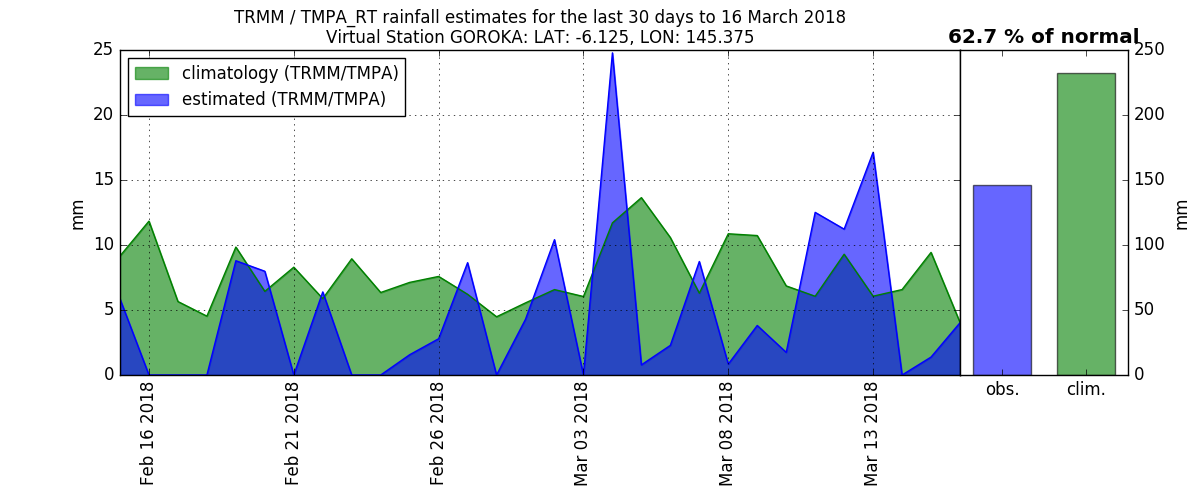 TRMM / TMPA_RT rainfall estimates for the last 30 days to 16 March 2018
Virtual Station GOROKA: LAT: -6.125, LON: 145.375
62.7 % of normal
climatology (TRMM/TMPA)
estimated (TRMM/TMPA)
25
20
15
10
5
0
mm
250
200
150
100
50
0
mm
Feb 16 2018
Feb 21 2018
Feb 26 2018
Mar 03 2018
Mar 08 2018
Mar 13 2018
obs.
clim.